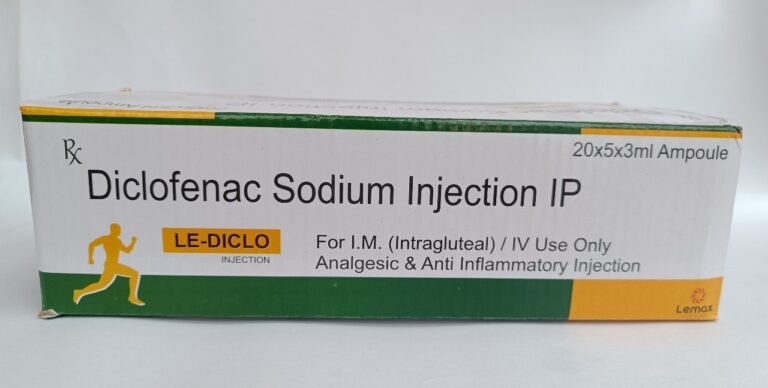 Rx
20x5x3ml Ampoule
Diclofenac Sodium Injection IP
LE-DICLO
INJECTION
For I.M. (Intragluteal) / IV Use Only
Analgesic & Anti Inflammatory Injection
Lemax